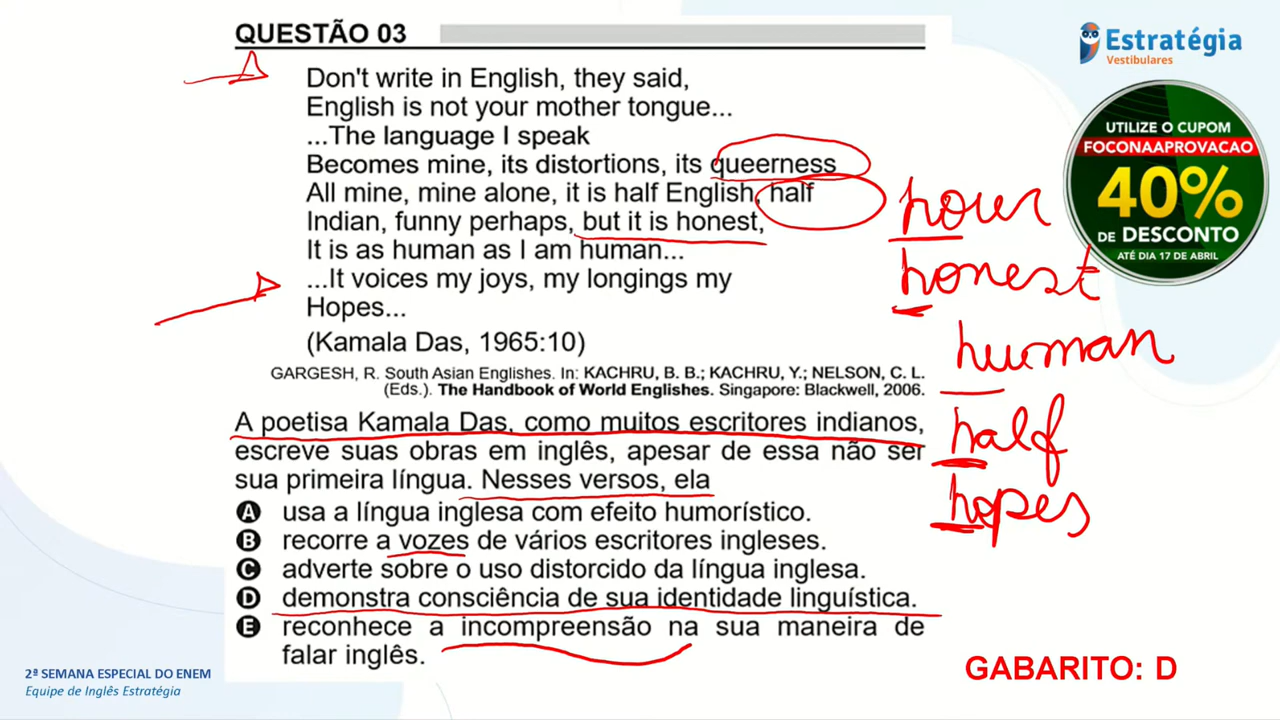 QUESTÃO 03
Don't write in English, they said,
English is not your mother tongue...
...The language I speak
Becomes mine, its distortions, its queerness
All mine, mine alone, it is half English, half
Indian, funny perhaps, but it is honest,
It is as human as I am human...
...It voices my joys, my longings my
Hopes...
(Kamala Das, 1965:10)
GARGESH, R. South Asian Englishes. In: KACHRU, B. B.; KACHRU, Y.; NELSON, C. L.
(Eds.). The Handbook of World Englishes. Singapore: Blackwell, 2006.
A poetisa Kamala Das, como muitos escritores indianos,
escreve suas obras em inglês, apesar de essa não ser
sua primeira língua. Nesses versos, ela
A usa a língua inglesa com efeito humorístico.
B recorre a vozes de vários escritores ingleses.
C adverte sobre o uso distorcido da língua inglesa.
D demonstra consciência de sua identidade linguística.
E reconhece a incompreensão na sua maneira de
falar inglês.
Estratégia
Vestibulares
UTILIZE O CUPOM
FOCONAAPROVACAO
40%
DE DESCONTO
ATÉ DIA 17 DE ABRIL
hour
honest
human
half
hopes
2ª SEMANA ESPECIAL DO ENEM
Equipe de Inglês Estratégia
GABARITO: D